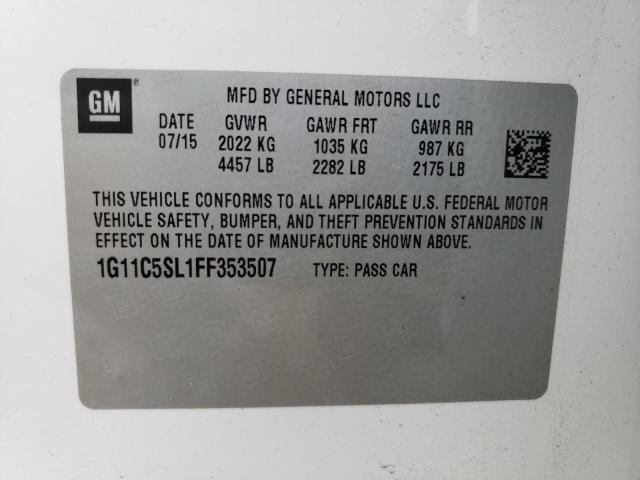 GM
MFD BY GENERAL MOTORS LLC
DATE GVWR GAWR FRT GAWR RR
07/15 2022 KG 1035 KG 987 KG
4457 LB 2282 LB 2175 LB
THIS VEHICLE CONFORMS TO ALL APPLICABLE U.S. FEDERAL MOTOR
VEHICLE SAFETY, BUMPER, AND THEFT PREVENTION STANDARDS IN
EFFECT ON THE DATE OF MANUFACTURE SHOWN ABOVE.
1G11C5SL1FF353507 TYPE: PASS CAR